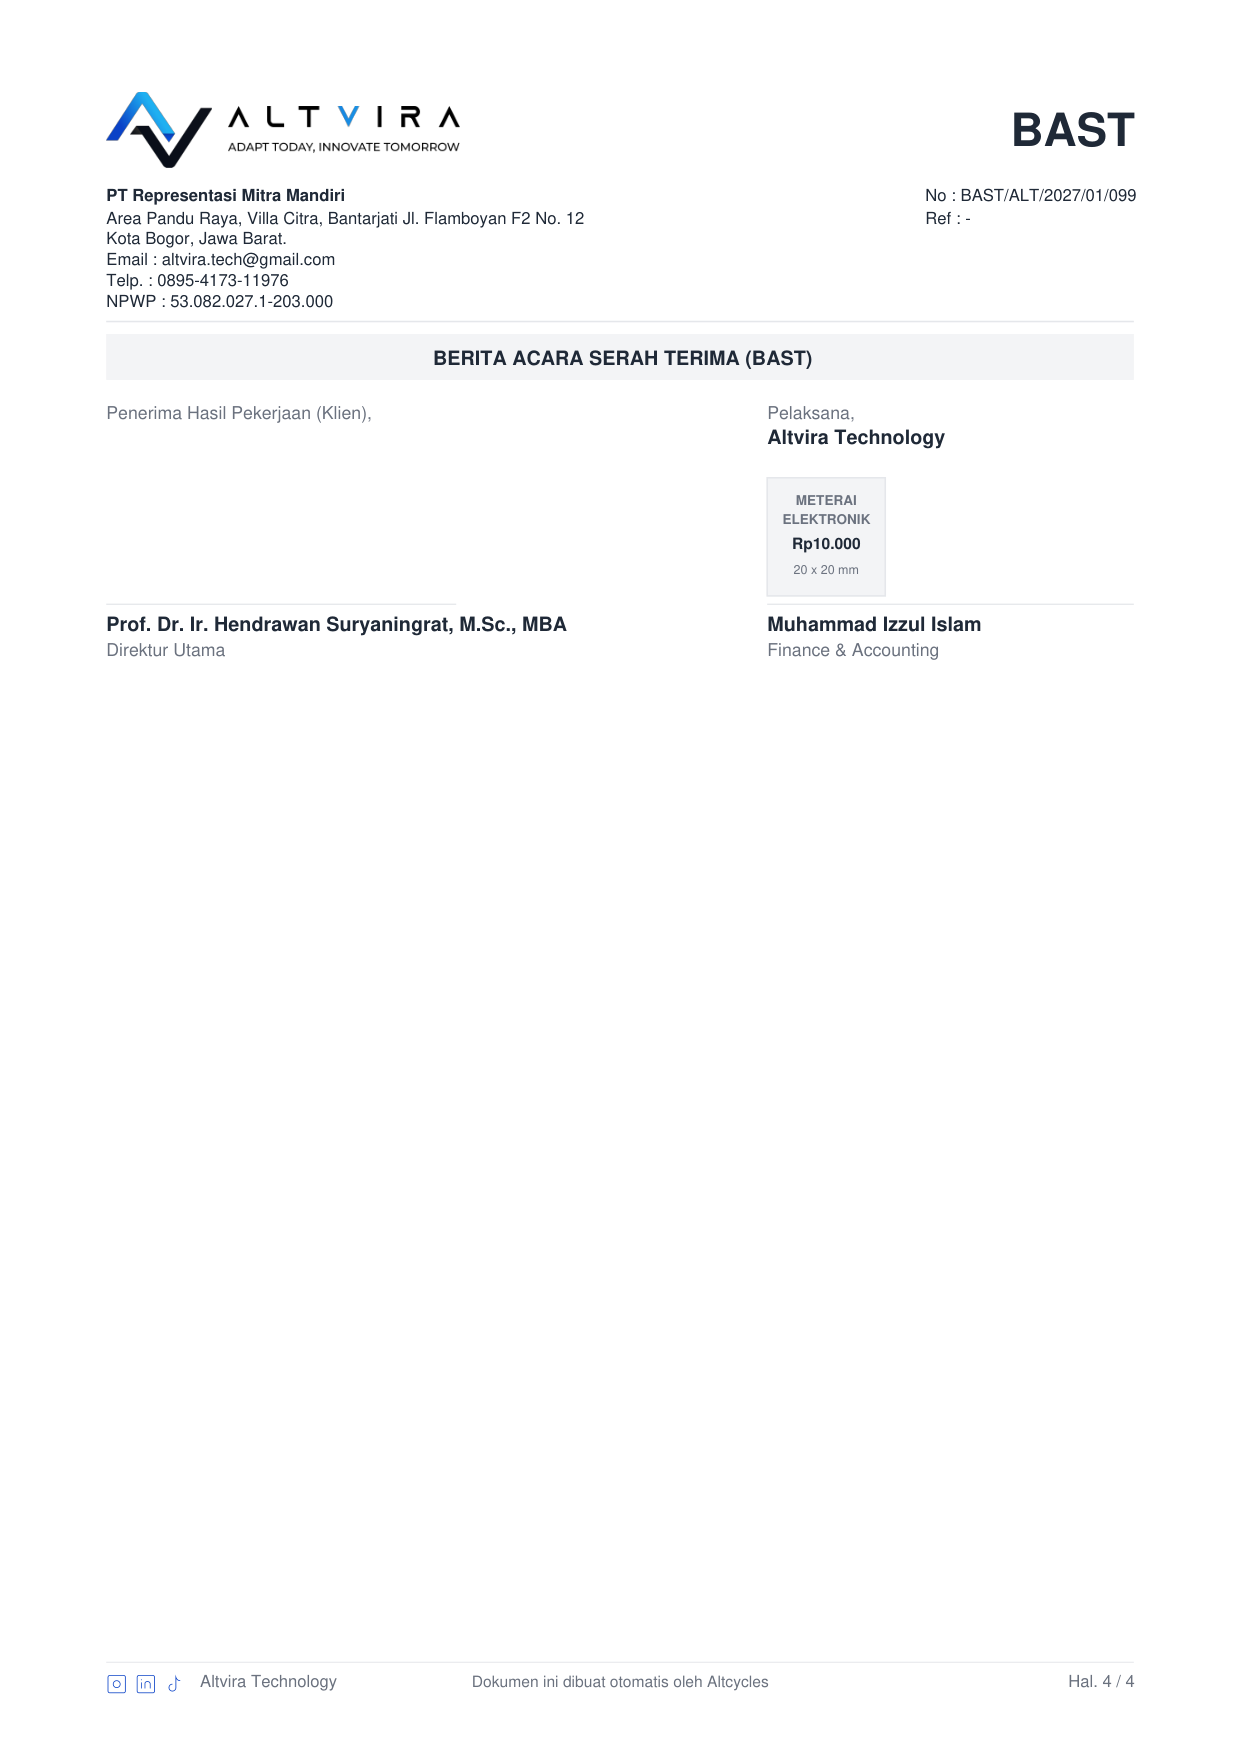 ALTVIRA
ADAPT TODAY, INNOVATE TOMORROW
BAST
PT Representasi Mitra Mandiri
Area Pandu Raya, Villa Citra, Bantarjati Jl. Flamboyan F2 No. 12
Kota Bogor, Jawa Barat.
Email : altvira.tech@gmail.com
Telp. : 0895-4173-11976
NPWP : 53.082.027.1-203.000
No : BAST/ALT/2027/01/099
Ref : -
BERITA ACARA SERAH TERIMA (BAST)
Penerima Hasil Pekerjaan (Klien),
Prof. Dr. Ir. Hendrawan Suryaningrat, M.Sc., MBA
Direktur Utama
Pelaksana,
Altvira Technology
METERAI
ELEKTRONIK
Rp10.000
20 x 20 mm
Muhammad Izzul Islam
Finance & Accounting
Altvira Technology
Dokumen ini dibuat otomatis oleh Altcycles
Hal. 4 / 4